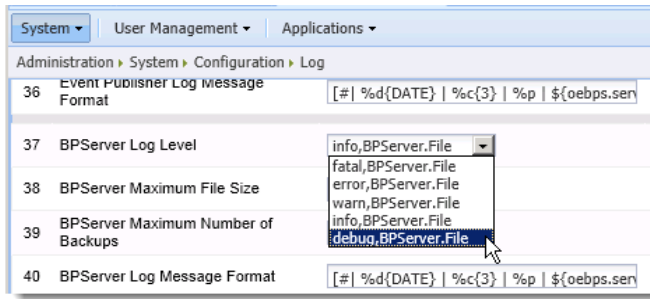 System User Management Applications
Administration System Configuration Log
36 Event Publisher Log Message
Format
[#| %d{DATE} | %c{3} | %p | ${oebps.serv
37 BPServer Log Level info,BPServer.File
fatal,BPServer.File
38 BPServer Maximum File Size error,BPServer.File
warn,BPServer.File
39 BPServer Maximum Number of
Backups
info,BPServer.File
debug,BPServer.File
40 BPServer Log Message Format [#| %d{DATE} | %c{3} | %p | ${oebps.serv